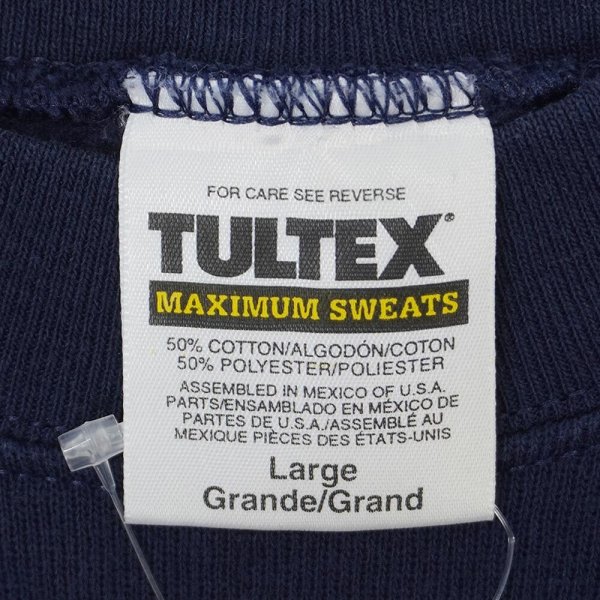 FOR CARE SEE REVERSE
TULTEX®
MAXIMUM SWEATS
50% COTTON/ALGODÓN/COTON
50% POLYESTER/POLIESTER
ASSEMBLED IN MEXICO OF U.S.A.
PARTS/ENSAMBLADO EN MÉXICO DE
PARTES DE U.S.A./ASSEMBLÉ AU
MEXIQUE PIÈCES DES ÉTATS-UNIS
Large
Grande/Grand